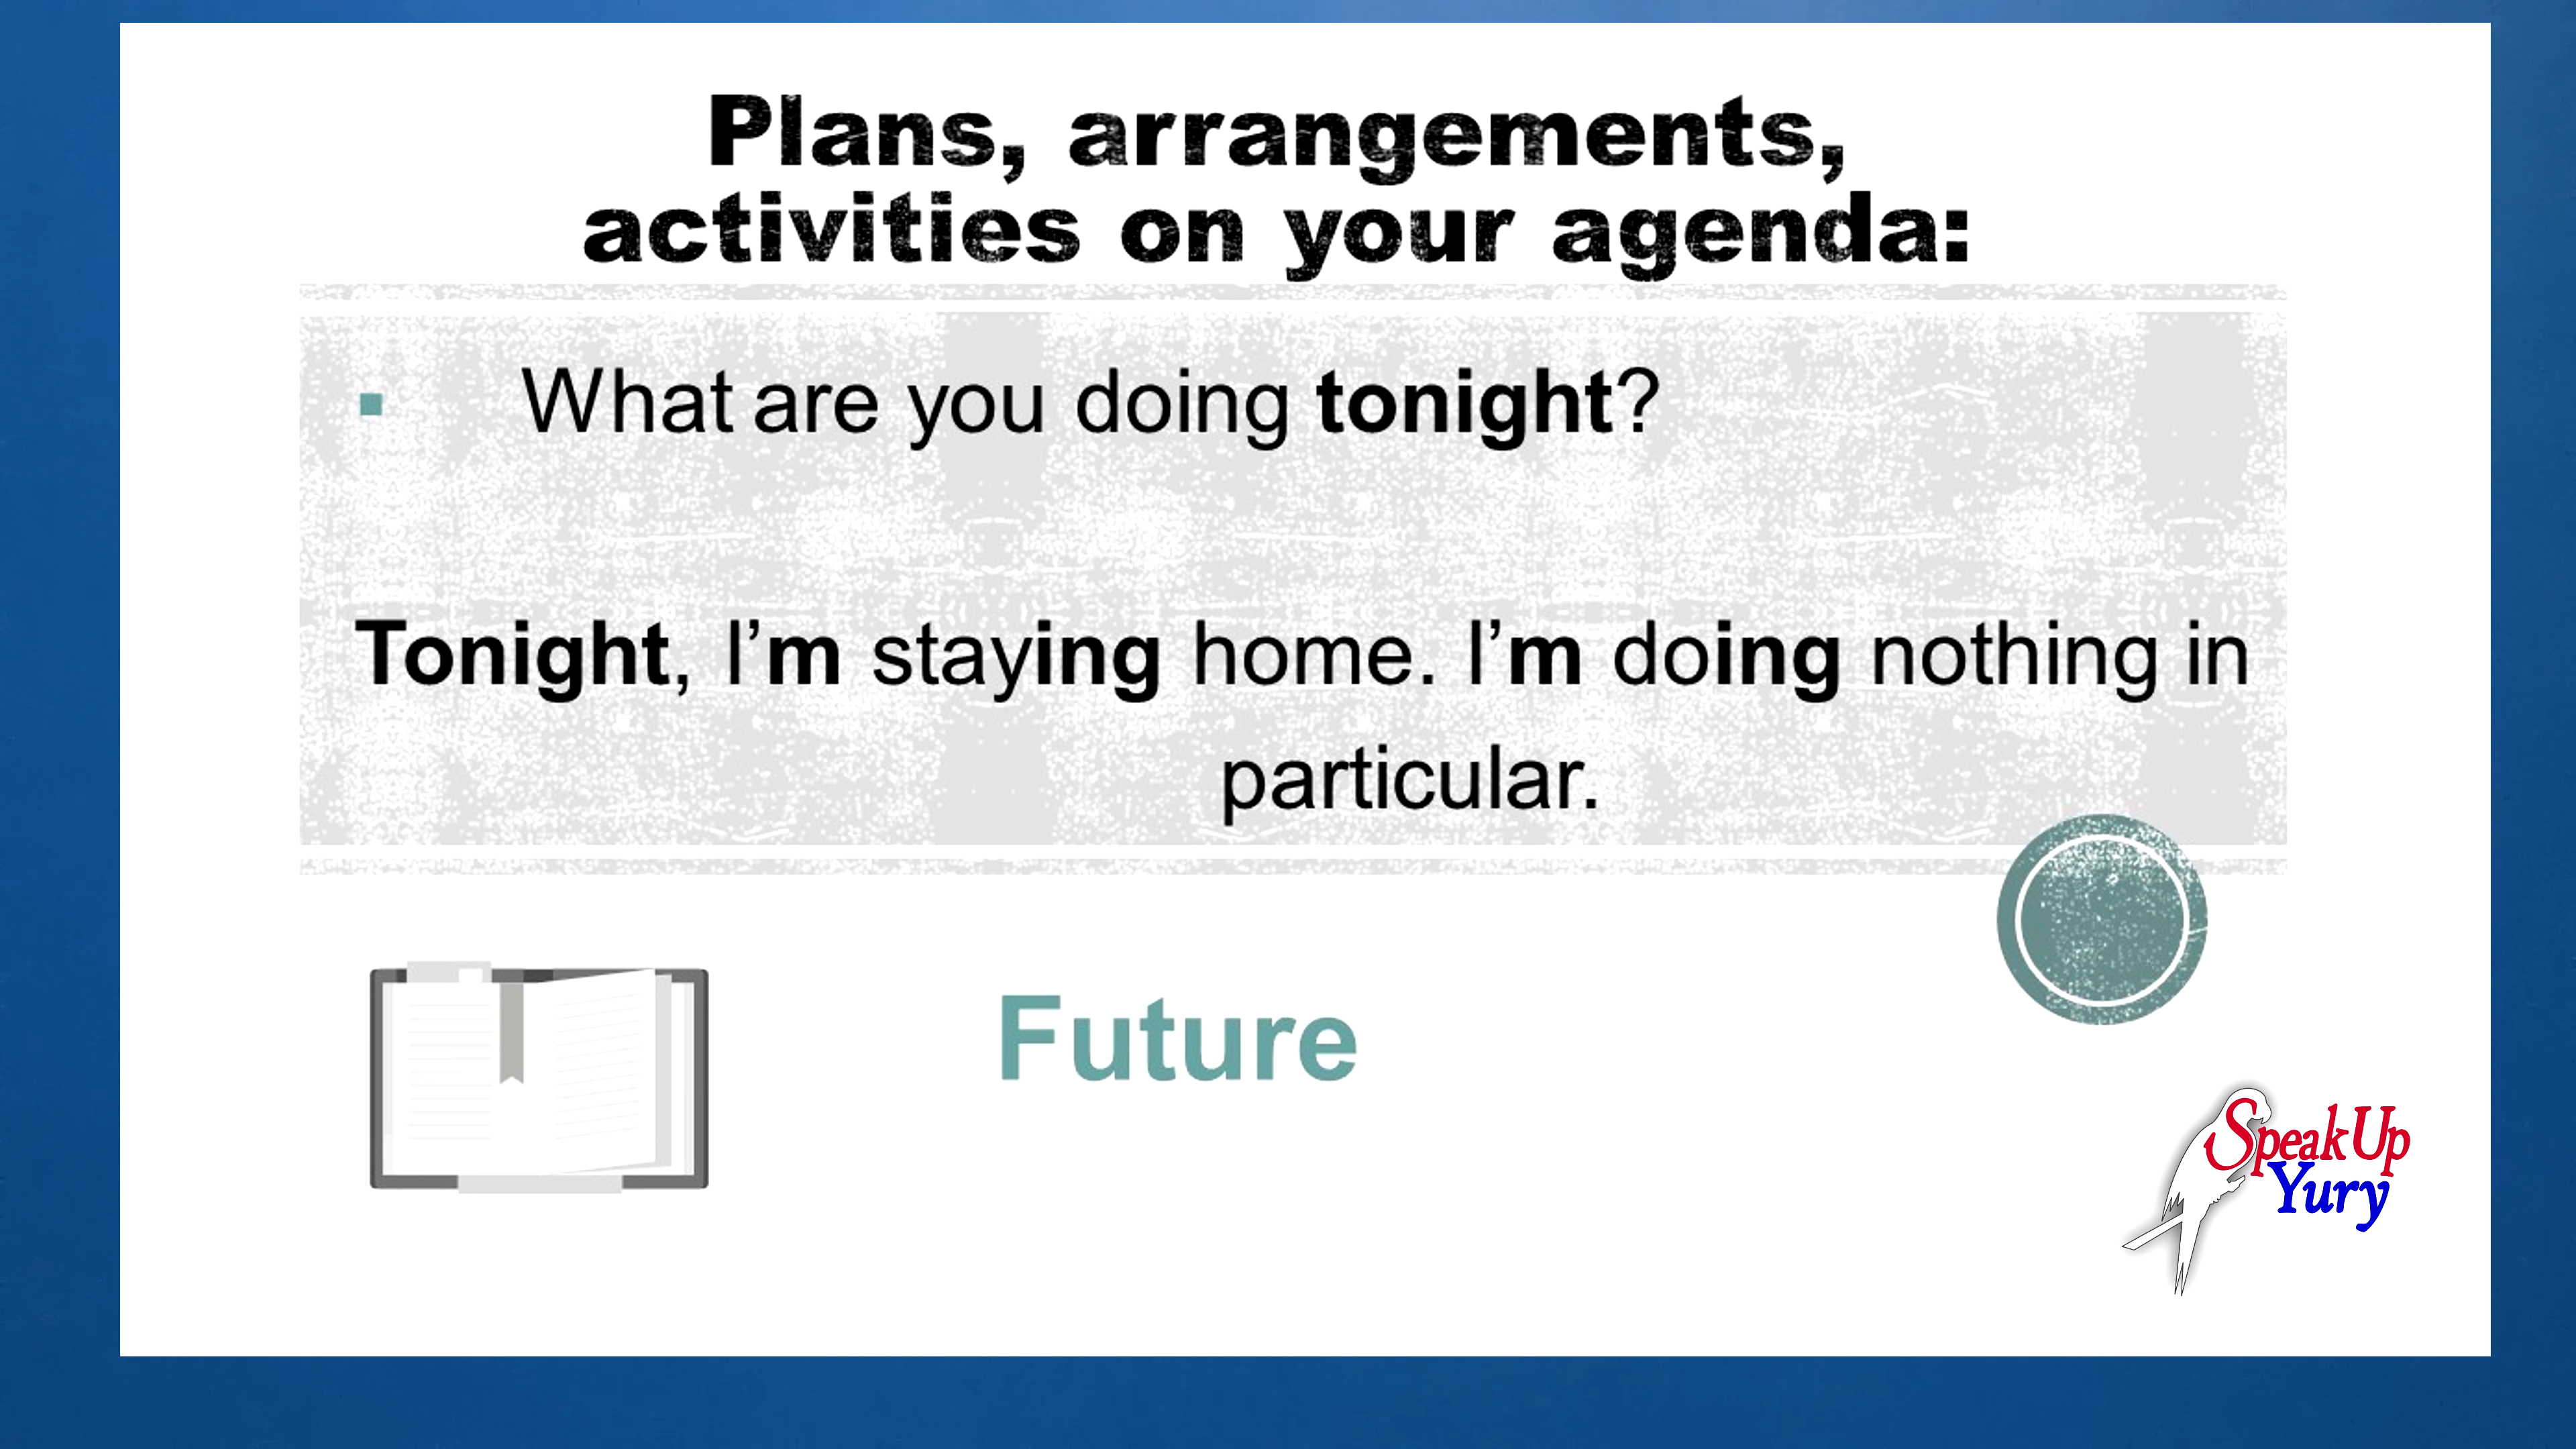 Plans, arrangements,
activities on your agenda:
What are you doing tonight?
Tonight, I’m staying home. I’m doing nothing in
particular.
Future
SpeakUp
Yury